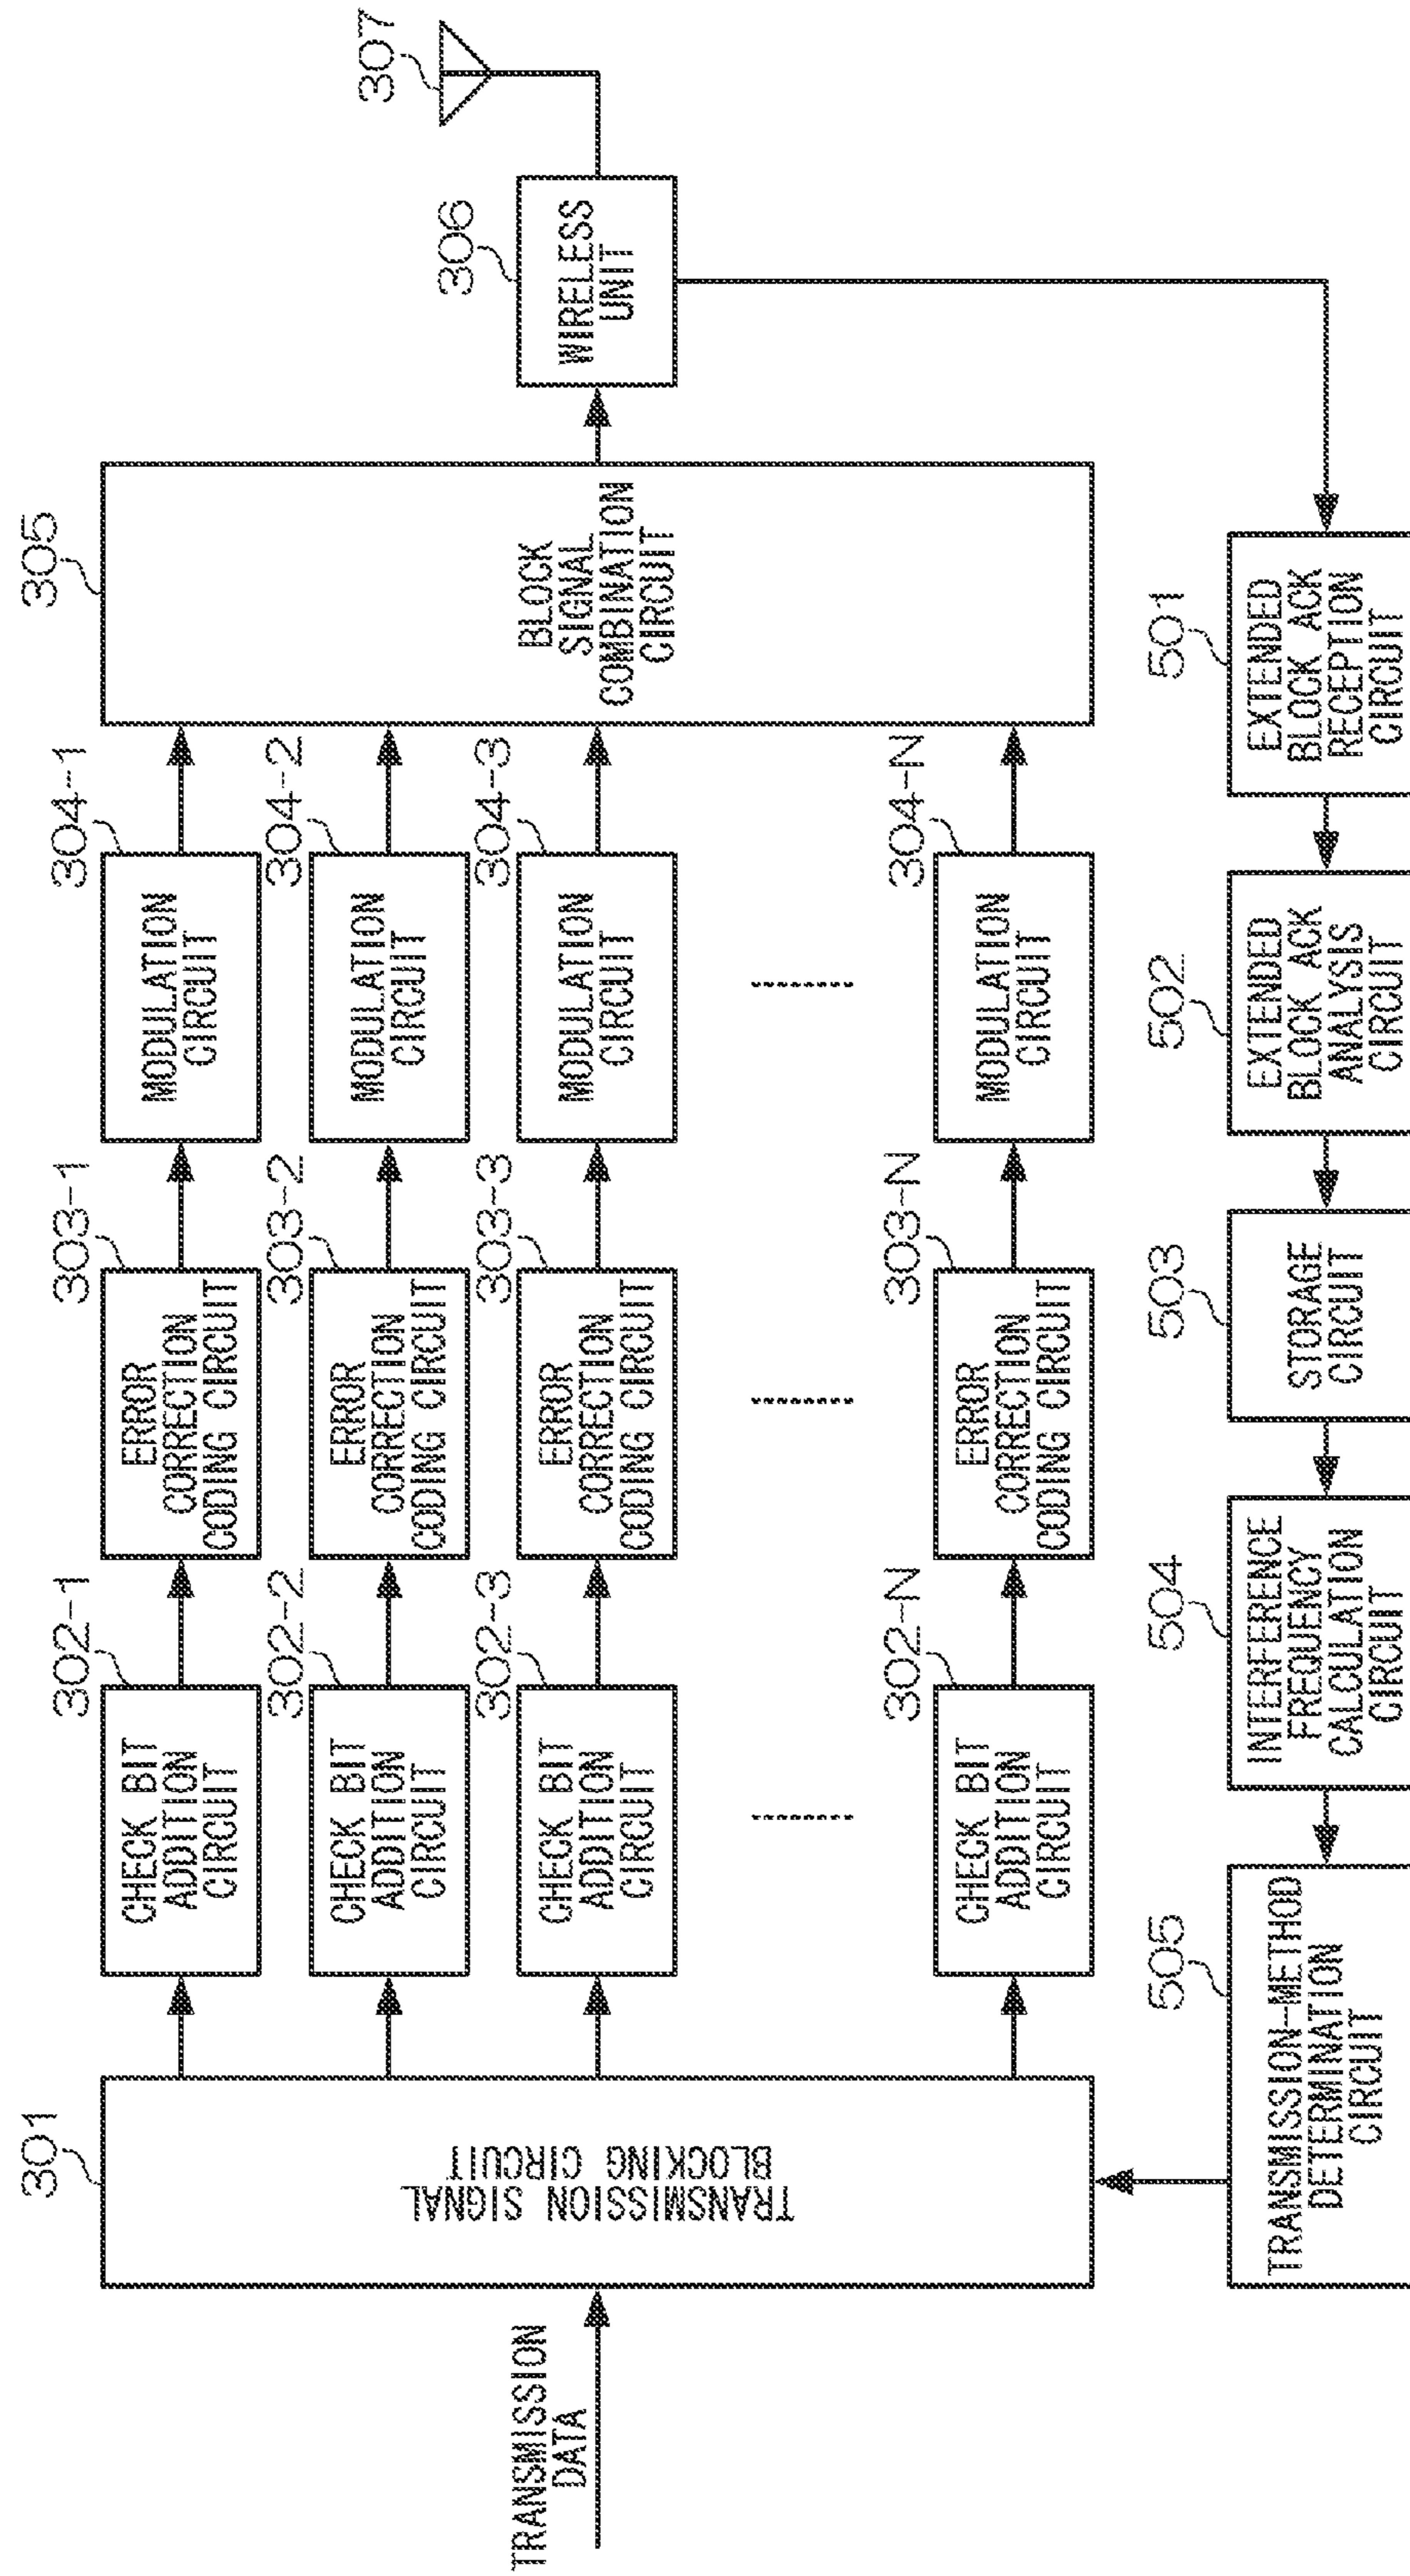 TRANSMISSION
DATA
301
TRANSMISSION SIGNAL
BLOCKING CIRCUIT
302-1
CHECK BIT
ADDITION
CIRCUIT
303-1
ERROR
CORRECTION
CODING CIRCUIT
304-1
MODULATION
CIRCUIT
302-2
CHECK BIT
ADDITION
CIRCUIT
303-2
ERROR
CORRECTION
CODING CIRCUIT
304-2
MODULATION
CIRCUIT
302-3
CHECK BIT
ADDITION
CIRCUIT
303-3
ERROR
CORRECTION
CODING CIRCUIT
304-3
MODULATION
CIRCUIT
302-N
CHECK BIT
ADDITION
CIRCUIT
303-N
ERROR
CORRECTION
CODING CIRCUIT
304-N
MODULATION
CIRCUIT
305
BLOCK
SIGNAL
COMBINATION
CIRCUIT
306
WIRELESS
UNIT
307
505
TRANSMISSION-METHOD
DETERMINATION
CIRCUIT
504
INTERFERENCE
FREQUENCY
CALCULATION
CIRCUIT
503
STORAGE
CIRCUIT
502
EXTENDED
BLOCK ACK
ANALYSIS
CIRCUIT
501
EXTENDED
BLOCK ACK
RECEPTION
CIRCUIT